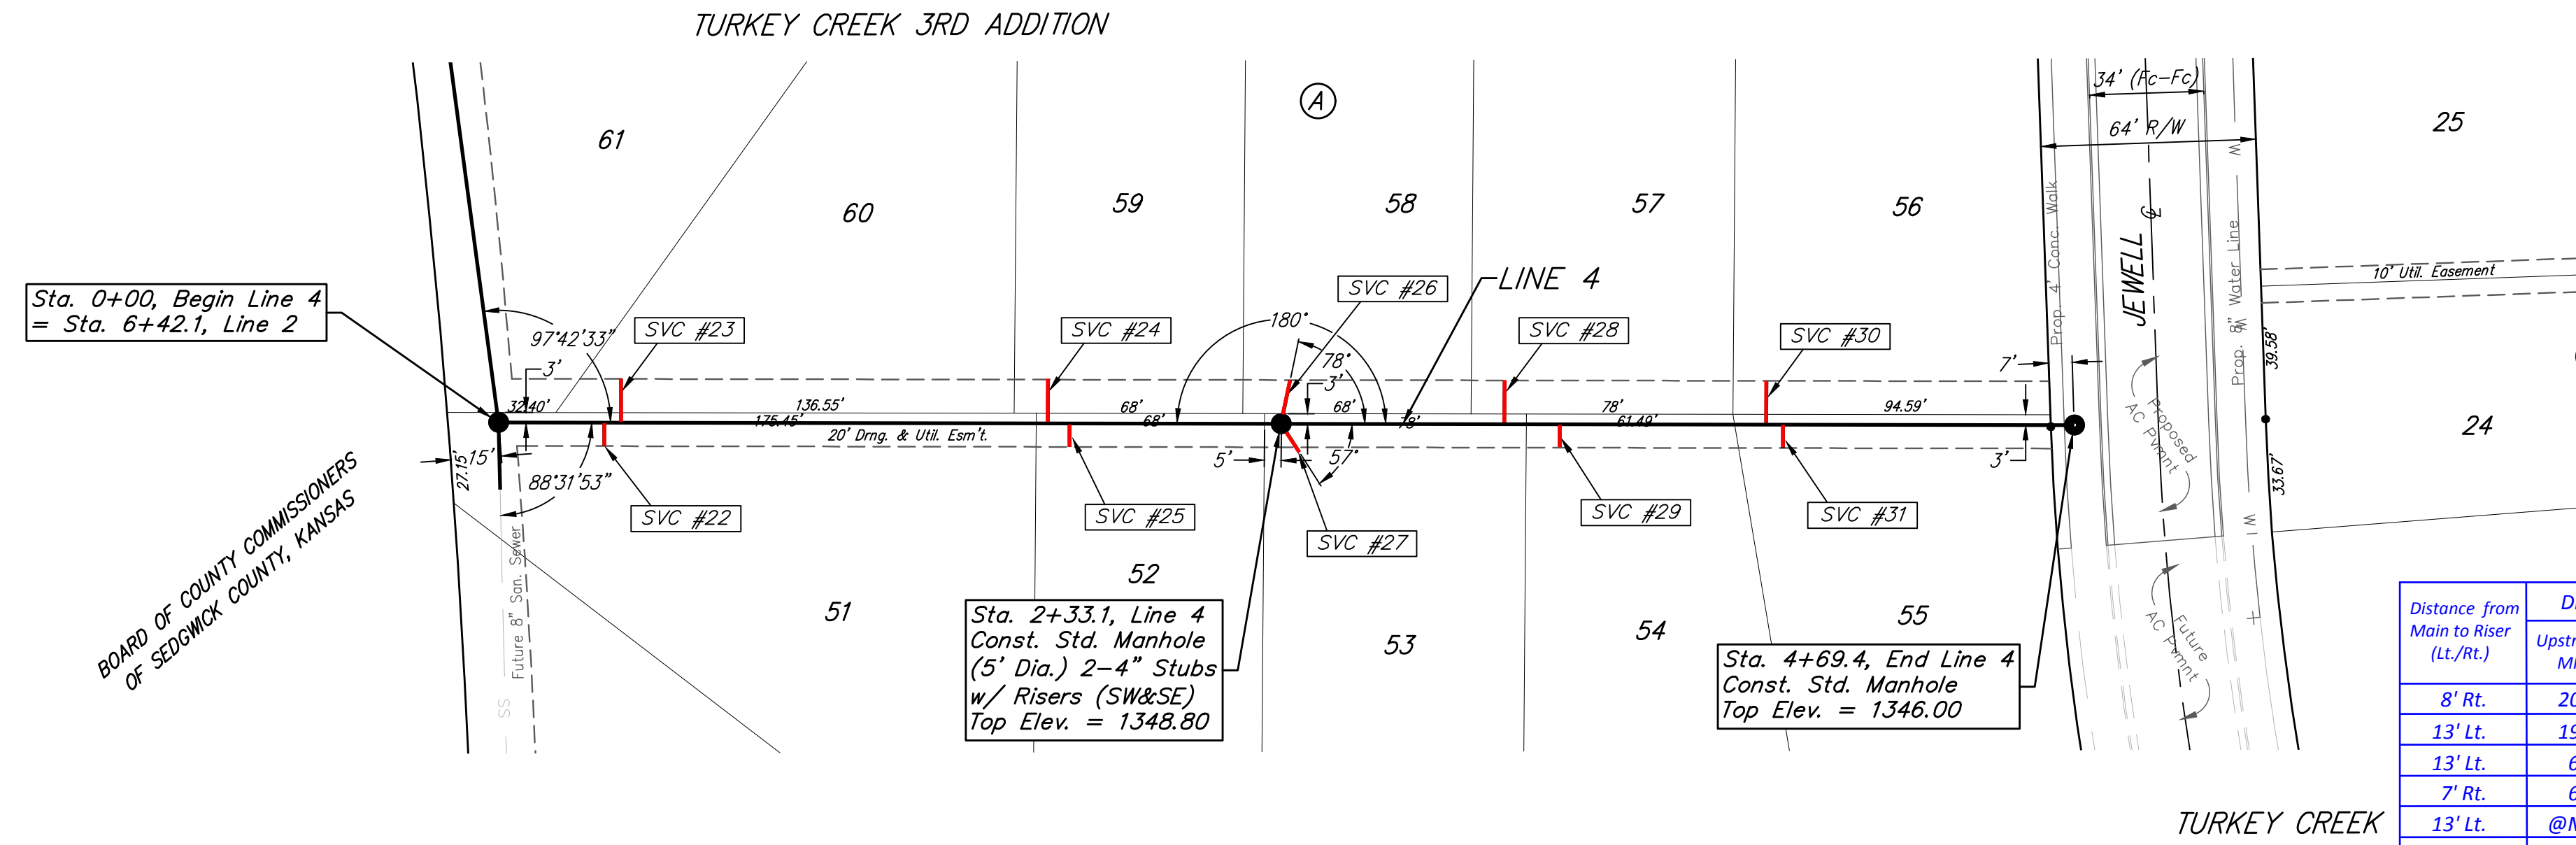 TURKEY CREEK 3RD ADDITION
A
61
60
59
58
57
56
25
34' (Fc-Fc)
64' R/W
Prop. 4' Conc. Walk
JEWELL
Prop. 8" Water Line
W
W
W
W
10' Util. Easement
39.58'
33.67'
24
Sta. 0+00, Begin Line 4
= Sta. 6+42.1, Line 2
97°42'33"
3'
SVC #23
SVC #24
180°
SVC #26
78°
3'
LINE 4
SVC #28
SVC #30
7'
32.40'
136.55'
68'
68'
78'
94.59'
175.45'
68'
78'
61.49'
20' Drng. & Util. Esm't.
15'
27.15'
88°31'53"
5'
57°
3'
SVC #22
SVC #25
SVC #27
SVC #29
SVC #31
Proposed
AC Pvmnt
Future
AC Pvmnt
BOARD OF COUNTY COMMISSIONERS
OF SEDGWICK COUNTY, KANSAS
Future 8" San. Sewer
SS
51
52
53
54
55
Sta. 2+33.1, Line 4
Const. Std. Manhole
(5' Dia.) 2-4" Stubs
w/ Risers (SW&SE)
Top Elev. = 1348.80
Sta. 4+69.4, End Line 4
Const. Std. Manhole
Top Elev. = 1346.00
Distance from
Main to Riser
(Lt./Rt.)
8' Rt.
13' Lt.
13' Lt.
7' Rt.
13' Lt.
TURKEY CREEK